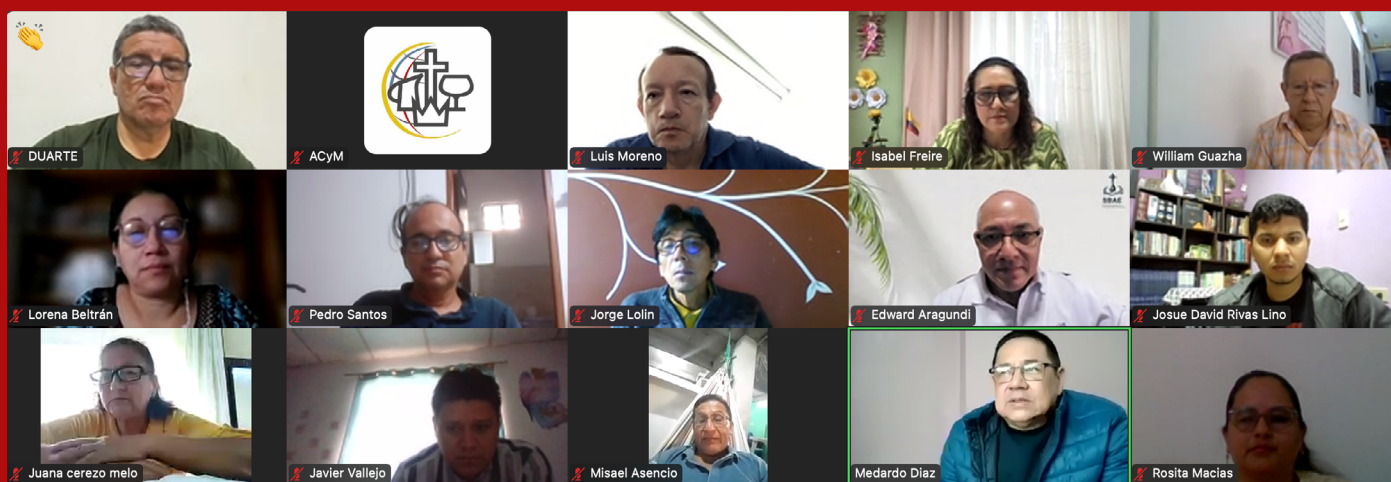 DUARTE
ACyM
Luis Moreno
Isabel Freire
William Guazha
SBAE
Lorena Beltrán
Pedro Santos
Jorge Lolin
Edward Aragundi
Josue David Rivas Lino
Juana cerezo melo
Javier Vallejo
Misael Asencio
Medardo Diaz
Rosita Macias